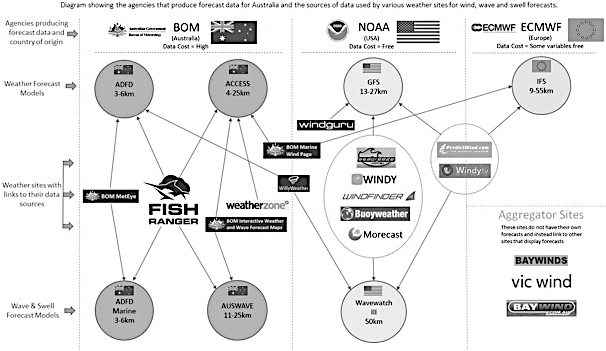 Diagram showing the agencies that produce forecast data for Australia and the sources of data used by various weather sites for wind, wave and swell forecasts.
Agencies producing
forecast data and
country of origin
BOM
(Australia)
Data Cost = High
NOAA
(USA)
Data Cost = Free
ECMWF
ECMWF
(Europe)
Data Cost = Some variables free
Weather Forecast
Models
ADFD
3-6km
ACCESS
4-25km
GFS
13-27km
IFS
9-55km
windguru
BOM Marine
Wind Page
PredictWind.com
Windytv
WillyWeather
WINDY
WINDFINDER
Buoyweather
Morecast
Weather sites with
links to their data
sources
BOM MetEye
FISH
RANGER
weatherzone
BOM Interactive Weather
and Wave Forecast Maps
Aggregator Sites
These sites do not have their own
forecasts and instead link to other
sites that display forecasts
BAYWINDS
vic wind
BAYWIND
Wave & Swell
Forecast Models
ADFD
Marine
3-6km
AUSWAVE
11-25km
Wavewatch
III
50km